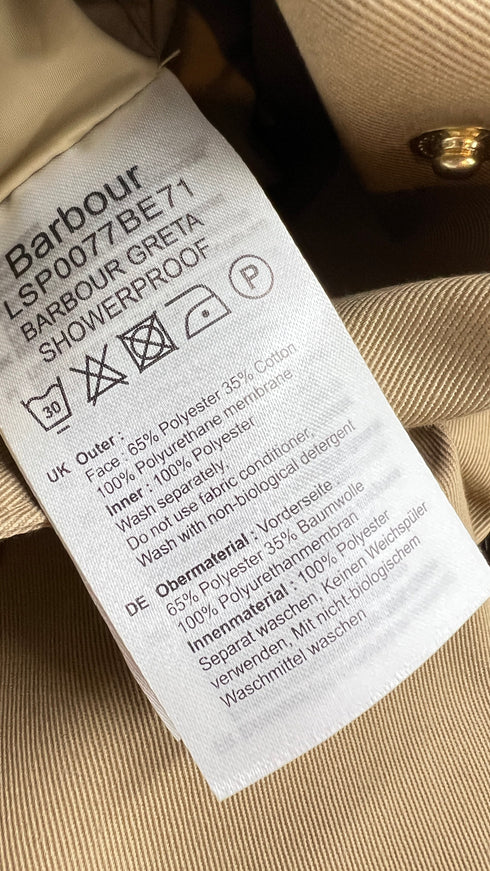 Barbour
LSP0077BE71
BARBOUR GRETA
SHOWERPROOF
30
P
UK Outer :
Face : 65% Polyester 35% Cotton
100% Polyurethane membrane
Inner : 100% Polyester
Wash separately,
Do not use fabric conditioner,
Wash with non-biological detergent
DE Obermaterial : Vorderseite :
65% Polyester 35% Baumwolle
100% Polyurethanmembran
Innenmaterial : 100% Polyester
Separat waschen, Keinen Weichspüler
verwenden, Mit nicht-biologischem
Waschmittel waschen